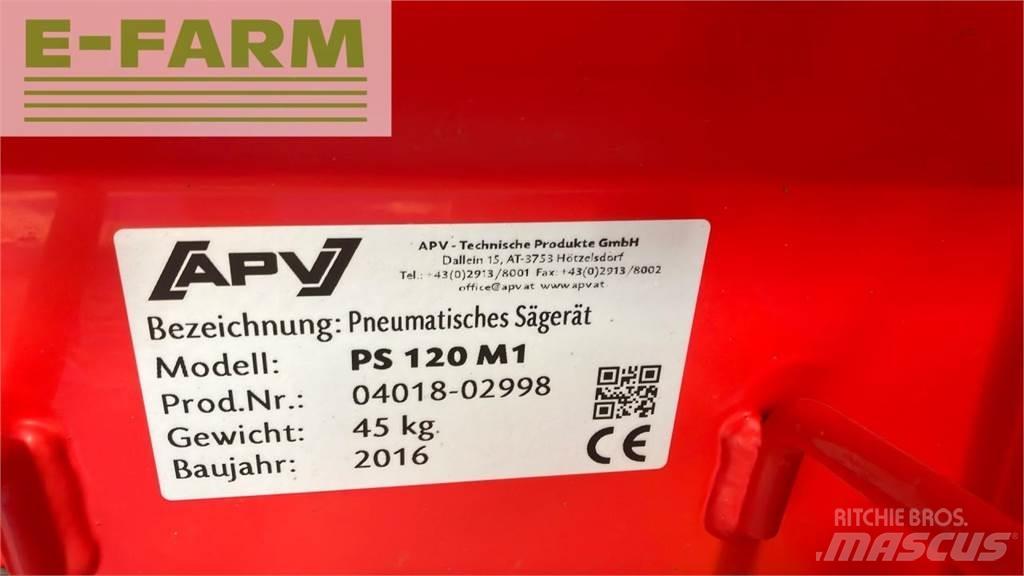 E-FARM
APV
APV - Technische Produkte GmbH
Dallein 15, AT-3753 Hötzelsdorf
Tel.: +43(0)2913/8001 Fax: +43(0)2913/8002
office@apv.at www.apv.at
Bezeichnung: Pneumatisches Sägerät
Modell: PS 120 M1
Prod.Nr.: 04018-02998
Gewicht: 45 kg.
Baujahr: 2016
CE
RITCHIE BROS.
MASCUS